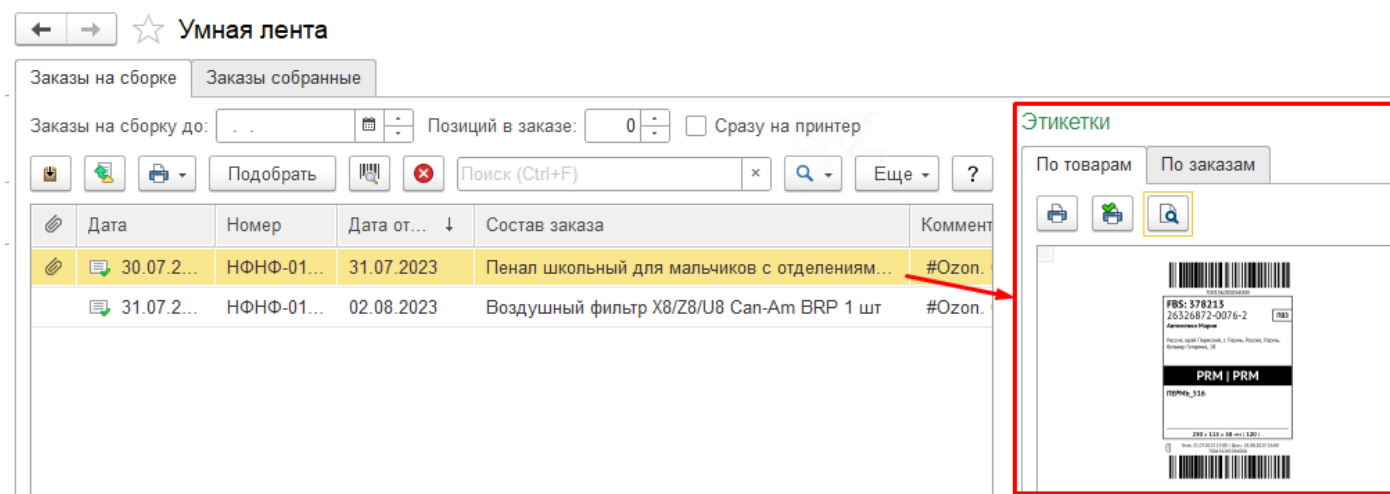 Умная лента
Заказы на сборке Заказы собранные
Заказы на сборку до: . . Позиций в заказе: 0 Сразу на принтер
Подобрать Поиск (Ctrl+F) × Еще ?
Дата Номер Дата от... ↓ Состав заказа Коммент
30.07.2... НФНФ-01... 31.07.2023 Пенал школьный для мальчиков с отделениям... #Ozon.
31.07.2... НФНФ-01... 02.08.2023 Воздушный фильтр X8/Z8/U8 Can-Am BRP 1 шт #Ozon.
Этикетки
По товарам По заказам
FBS: 378213
26326872-0076-2 ПВЗ
PRM | PRM
ПЕРМЬ_516